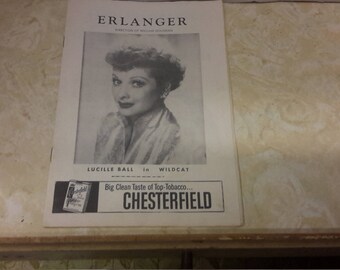 ERLANGER
LUCILLE BALL in WILDCAT
Big Clean Taste of Top-Tobacco...
CHESTERFIELD